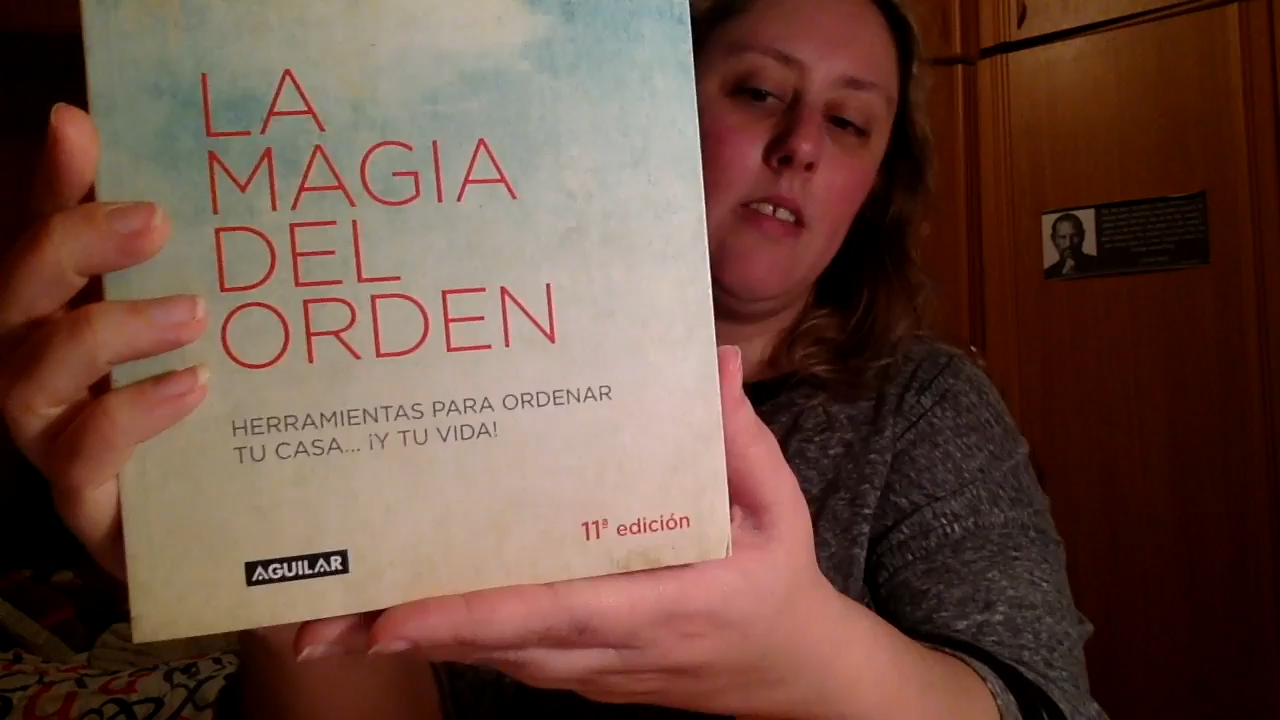 LA
MAGIA
DEL
ORDEN
HERRAMIENTAS PARA ORDENAR
TU CASA... ¡Y TU VIDA!
11ª edición
AGUILAR